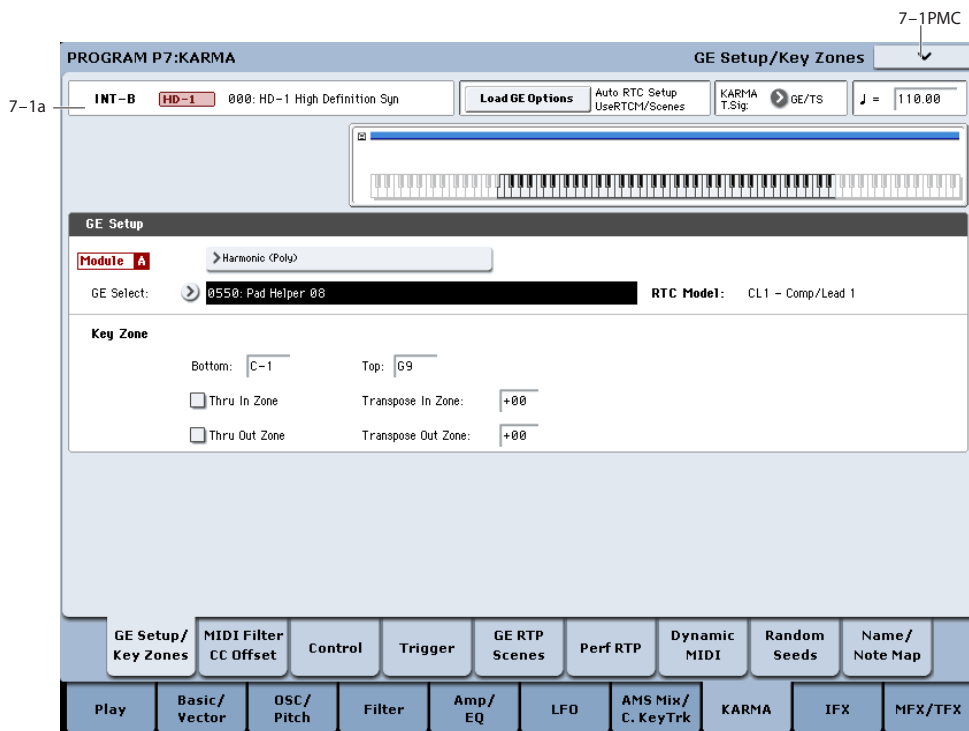 7–1PMC
PROGRAM P7:KARMA GE Setup/Key Zones
7–1a
INT-B HD-1 000: HD-1 High Definition Syn Load GE Options Auto RTC Setup UseRTCM/Scenes KARMA T.Sig: GE/TS ♩ = 110.00
GE Setup
Module A Harmonic (Poly)
GE Select: 0550: Pad Helper 08 RTC Model: CL1 - Comp/Lead 1
Key Zone
Bottom: C-1 Top: G9
Thru In Zone Transpose In Zone: +00
Thru Out Zone Transpose Out Zone: +00
GE Setup/ Key Zones MIDI Filter CC Offset Control Trigger GE RTP Scenes Perf RTP Dynamic MIDI Random Seeds Name/ Note Map
Play Basic/ Vector OSC/ Pitch Filter Amp/ EQ LFO AMS Mix/ C. KeyTrk KARMA IFX MFX/TFX